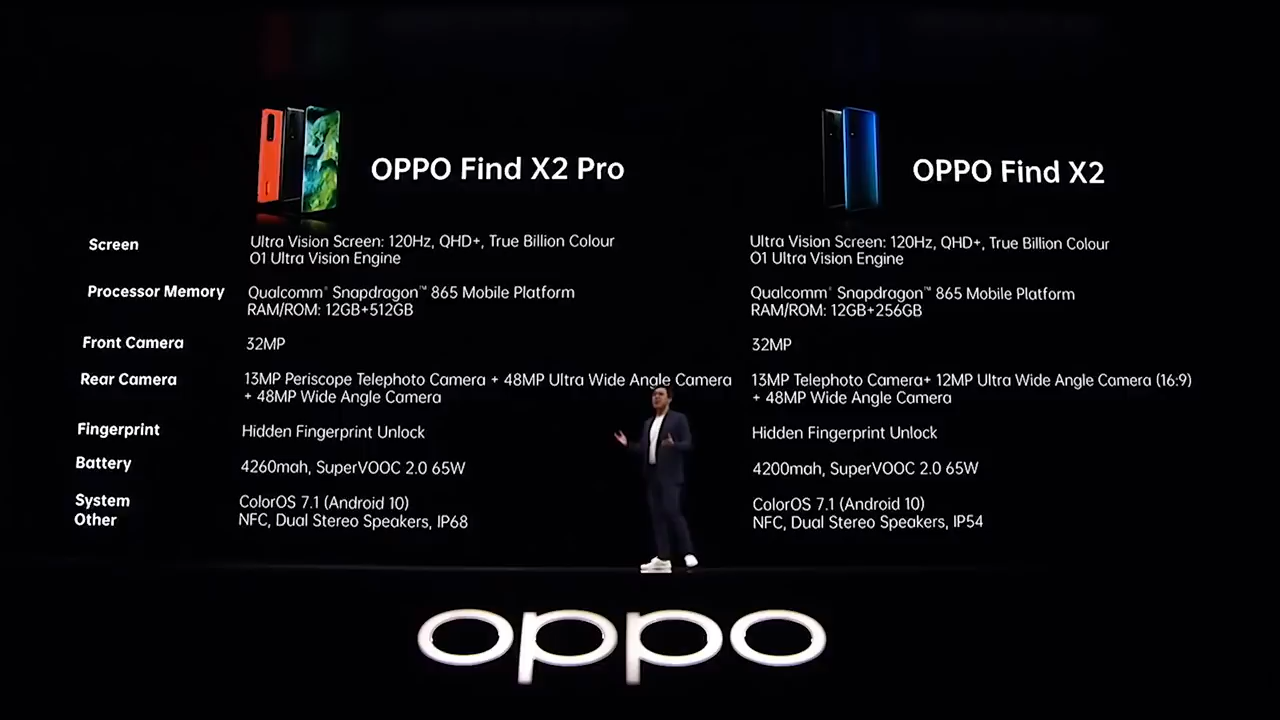 OPPO Find X2 Pro
OPPO Find X2
Screen
Ultra Vision Screen: 120Hz, QHD+, True Billion Colour
O1 Ultra Vision Engine
Ultra Vision Screen: 120Hz, QHD+, True Billion Colour
O1 Ultra Vision Engine
Processor Memory
Qualcomm® Snapdragon™ 865 Mobile Platform
RAM/ROM: 12GB+512GB
Qualcomm® Snapdragon™ 865 Mobile Platform
RAM/ROM: 12GB+256GB
Front Camera
32MP
32MP
Rear Camera
13MP Periscope Telephoto Camera + 48MP Ultra Wide Angle Camera
+ 48MP Wide Angle Camera
13MP Telephoto Camera+ 12MP Ultra Wide Angle Camera (16:9)
+ 48MP Wide Angle Camera
Fingerprint
Hidden Fingerprint Unlock
Hidden Fingerprint Unlock
Battery
4260mah, SuperVOOC 2.0 65W
4200mah, SuperVOOC 2.0 65W
System
ColorOS 7.1 (Android 10)
ColorOS 7.1 (Android 10)
Other
NFC, Dual Stereo Speakers, IP68
NFC, Dual Stereo Speakers, IP54
oppo